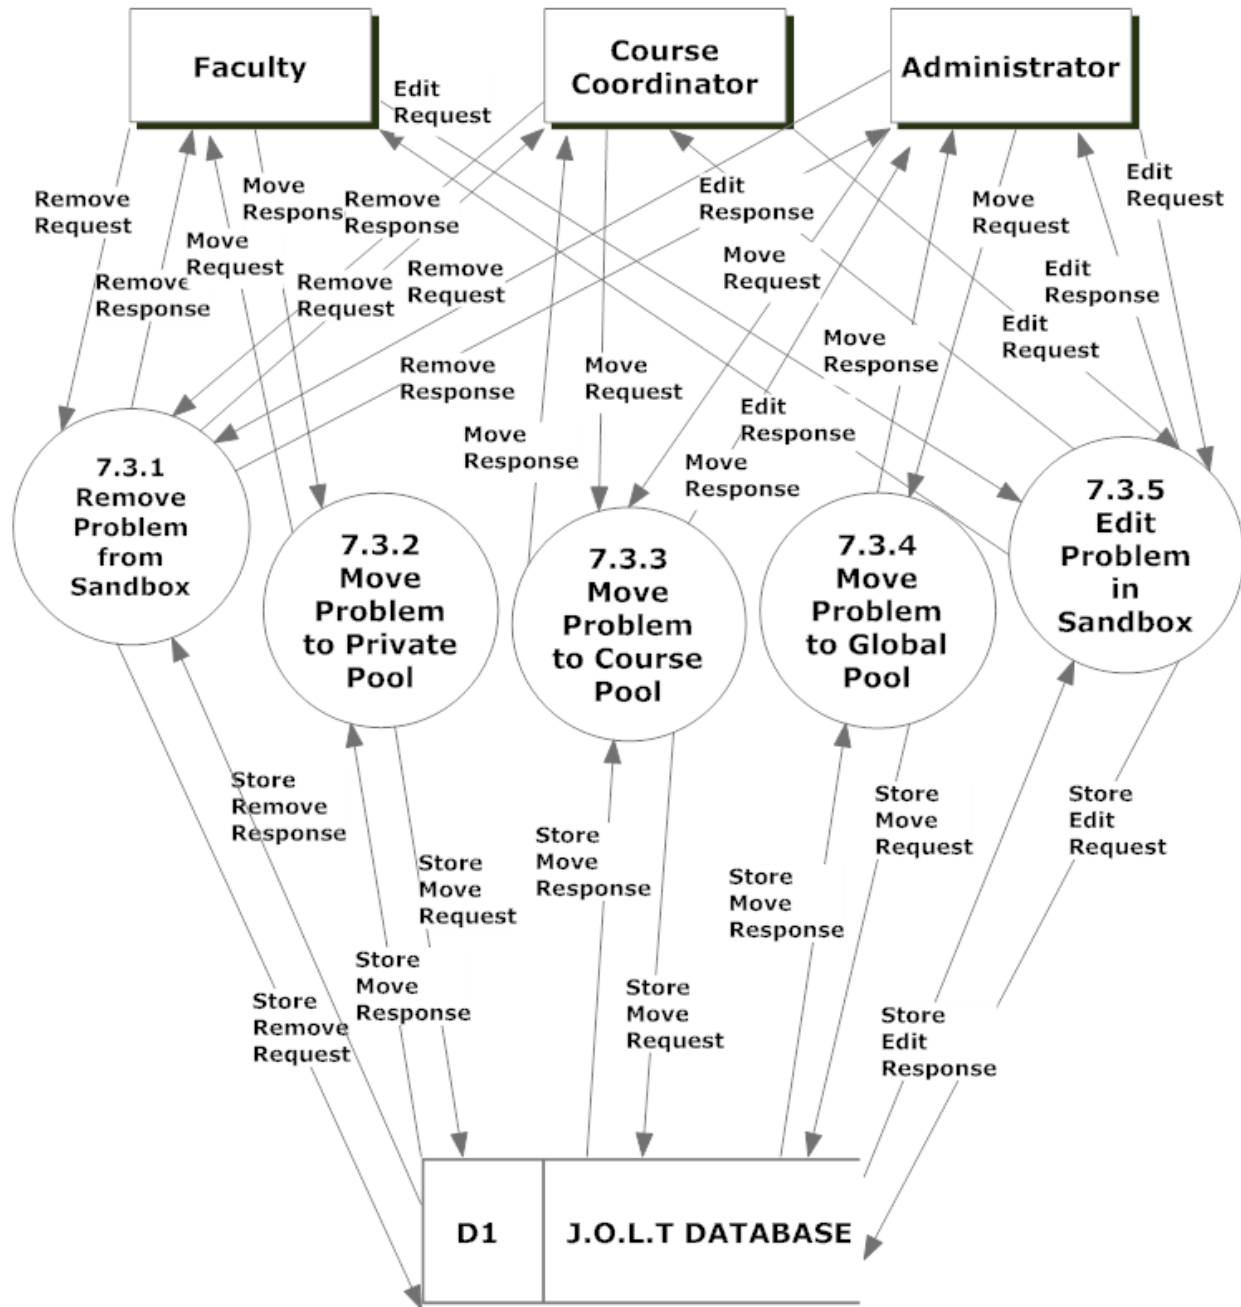 Faculty
Course
Coordinator
Administrator
Edit
Request
Remove
Request
Move
Respons
Move
Request
Remove
Response
Remove
Response
Remove
Request
Remove
Request
Remove
Response
Edit
Response
Move
Request
Move
Request
Edit
Request
Edit
Response
Edit
Request
Move
Response
Move
Request
Edit
Response
Move
Response
Move
Response
7.3.1
Remove
Problem
from
Sandbox
7.3.2
Move
Problem
to Private
Pool
7.3.3
Move
Problem
to Course
Pool
7.3.4
Move
Problem
to Global
Pool
7.3.5
Edit
Problem
in
Sandbox
Store
Remove
Response
Store
Move
Request
Store
Move
Response
Store
Move
Request
Store
Edit
Request
Store
Move
Response
Store
Move
Response
Store
Remove
Request
Store
Move
Request
Store
Edit
Response
D1
J.O.L.T DATABASE